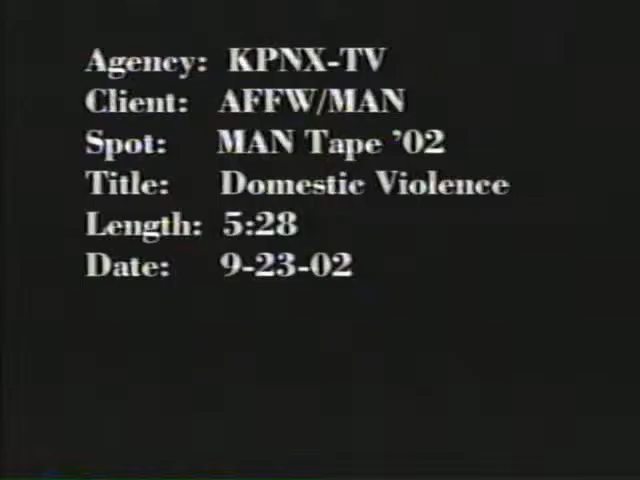 Agency: KPNX-TV
Client: AFFW/MAN
Spot: MAN Tape ’02
Title: Domestic Violence
Length: 5:28
Date: 9-23-02